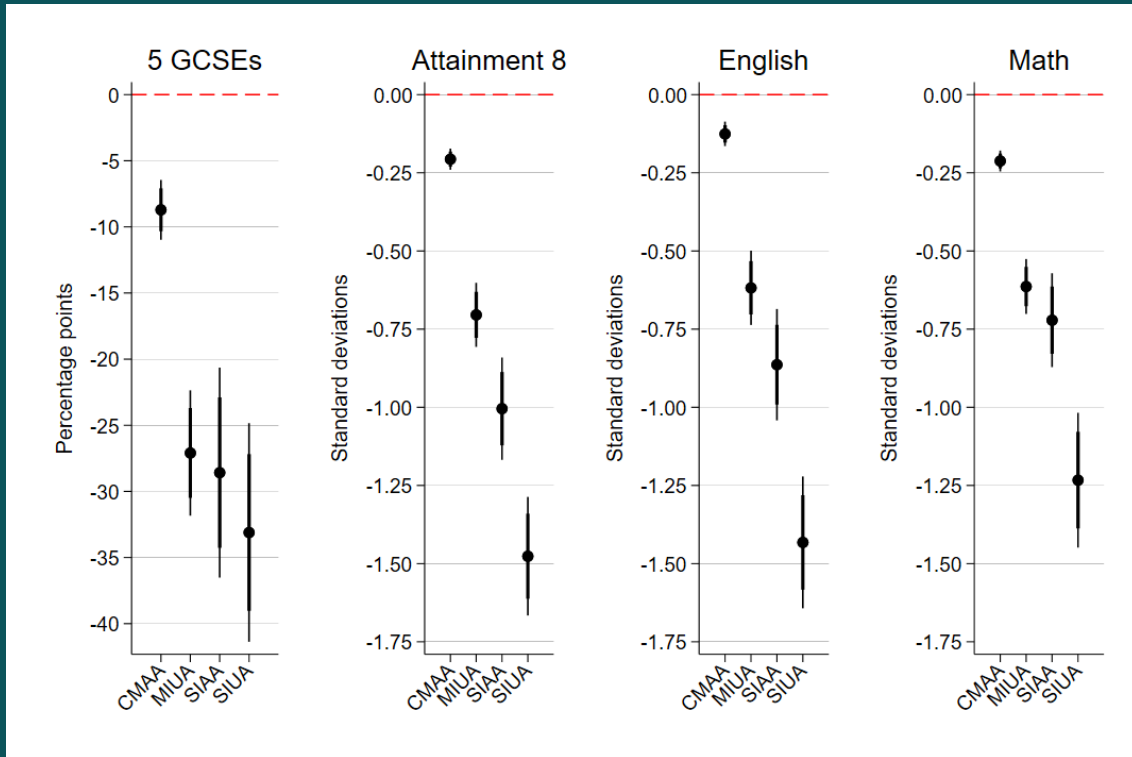 5 GCSEs
Percentage points
0
-5
-10
-15
-20
-25
-30
-35
-40
CMAA
MIUA
SIAA
SIUA
Attainment 8
Standard deviations
0.00
-0.25
-0.50
-0.75
-1.00
-1.25
-1.50
-1.75
CMAA
MIUA
SIAA
SIUA
English
Standard deviations
0.00
-0.25
-0.50
-0.75
-1.00
-1.25
-1.50
-1.75
CMAA
MIUA
SIAA
SIUA
Math
Standard deviations
0.00
-0.25
-0.50
-0.75
-1.00
-1.25
-1.50
-1.75
CMAA
MIUA
SIAA
SIUA